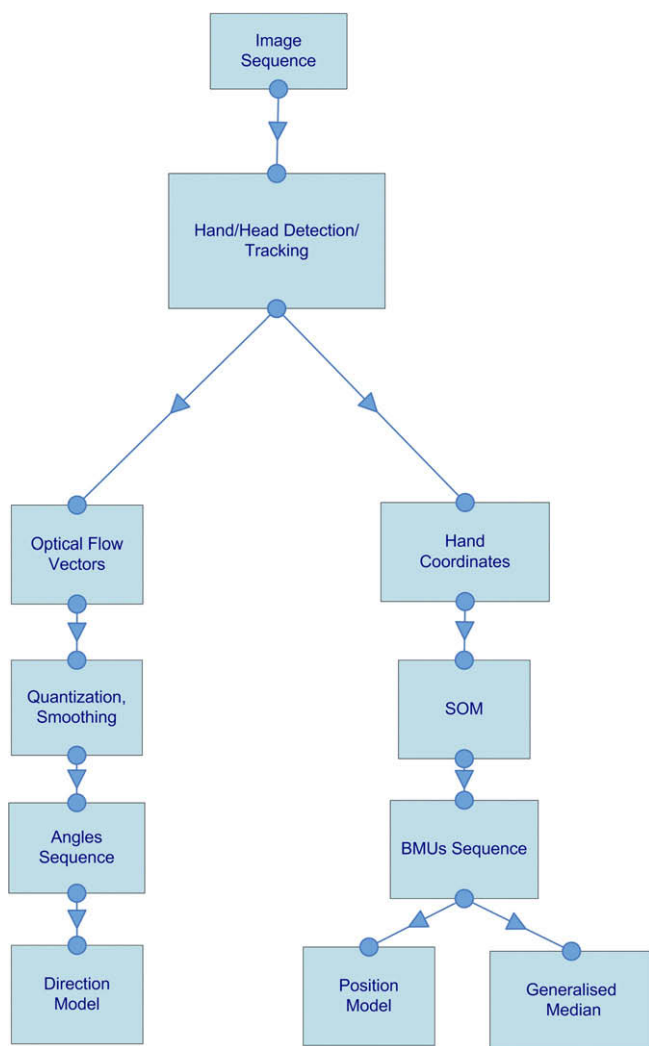 Image
Sequence
Hand/Head Detection/
Tracking
Optical Flow
Vectors
Hand
Coordinates
Quantization,
Smoothing
SOM
Angles
Sequence
BMUs Sequence
Direction
Model
Position
Model
Generalised
Median